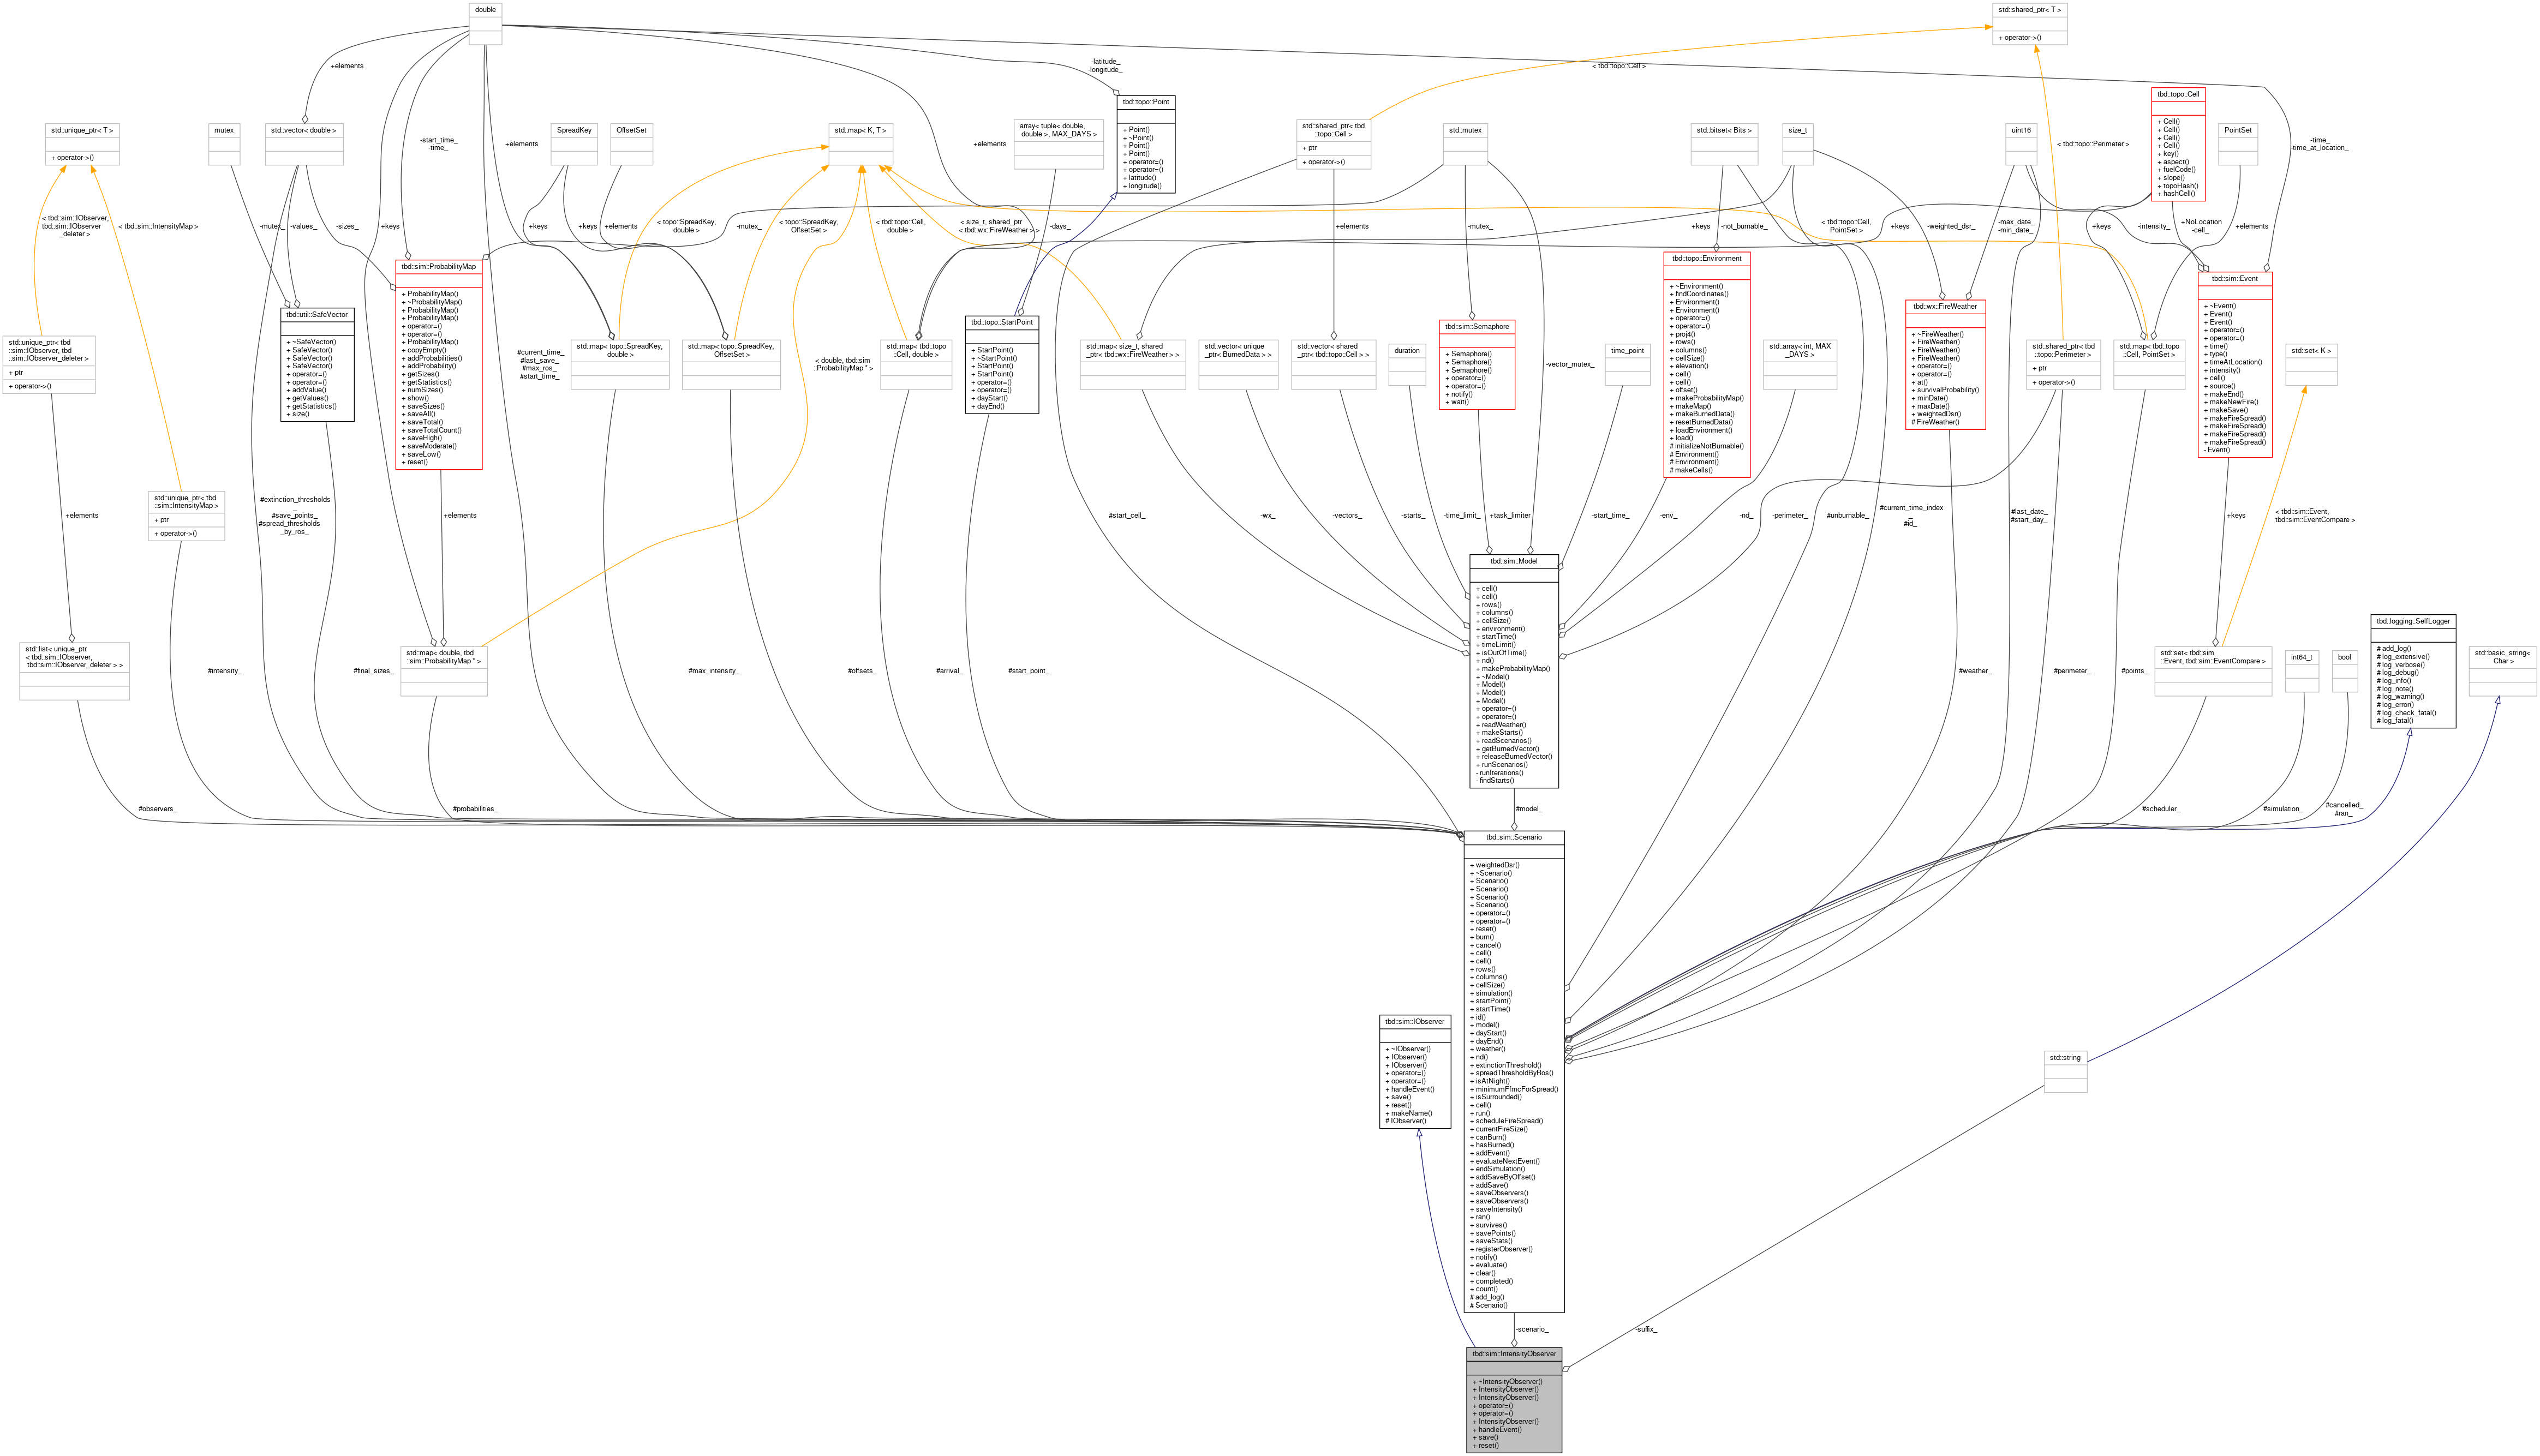 double
std::shared_ptr< T >
+ operator->()
+elements
-latitude_
-longitude_
< tbd::topo::Cell >
tbd::topo::Point
+ Point()
+ ~Point()
+ Point()
+ Point()
+ operator=()
+ operator=()
+ latitude()
+ longitude()
tbd::topo::Cell
+ Cell()
+ Cell()
+ Cell()
+ Cell()
+ key()
+ aspect()
+ fuelCode()
+ slope()
+ topoHash()
+ hashCell()
std::unique_ptr< T >
+ operator->()
mutex
std::vector< double >
-start_time_
-time_
+elements
SpreadKey
OffsetSet
std::map< K, T >
+elements
array< tuple< double,
double >, MAX_DAYS >
std::shared_ptr< tbd
::topo::Cell >
+ ptr
+ operator->()
std::mutex
std::bitset< Bits >
size_t
uint16
< tbd::topo::Perimeter >
PointSet
-time_
-time_at_location_
< tbd::sim::IObserver,
tbd::sim::IObserver
_deleter >
< tbd::sim::IntensityMap >
-mutex_
-values_
-sizes_
+keys
+keys
+keys
+elements
< topo::SpreadKey,
double >
-mutex_
< topo::SpreadKey,
OffsetSet >
< tbd::topo::Cell,
double >
< size_t, shared_ptr
< tbd::wx::FireWeather > >
-days_
+elements
-mutex_
+keys
-not_burnable_
< tbd::topo::Cell,
PointSet >
+keys
-weighted_dsr_
-max_date_
-min_date_
+keys
-intensity_
+NoLocation
-cell_
+elements
tbd::sim::ProbabilityMap
+ ProbabilityMap()
+ ~ProbabilityMap()
+ ProbabilityMap()
+ ProbabilityMap()
+ operator=()
+ operator=()
+ ProbabilityMap()
+ copyEmpty()
+ addProbabilities()
+ addProbability()
+ getSizes()
+ getStatistics()
+ numSizes()
+ show()
+ saveSizes()
+ saveAll()
+ saveTotal()
+ saveTotalCount()
+ saveHigh()
+ saveModerate()
+ saveLow()
+ reset()
tbd::topo::Environment
+ ~Environment()
+ findCoordinates()
+ Environment()
+ Environment()
+ operator=()
+ operator=()
+ proj4()
+ rows()
+ columns()
+ cellSize()
+ elevation()
+ cell()
+ cell()
+ offset()
+ makeProbabilityMap()
+ makeMap()
+ makeBurnedData()
+ resetBurnedData()
+ loadEnvironment()
+ load()
# initializeNotBurnable()
# Environment()
# Environment()
# makeCells()
tbd::sim::Event
+ ~Event()
+ Event()
+ Event()
+ operator=()
+ operator=()
+ time()
+ type()
+ timeAtLocation()
+ intensity()
+ cell()
+ source()
+ makeEnd()
+ makeNewFire()
+ makeSave()
+ makeFireSpread()
+ makeFireSpread()
+ makeFireSpread()
+ makeFireSpread()
- Event()
tbd::util::SafeVector
+ ~SafeVector()
+ SafeVector()
+ SafeVector()
+ SafeVector()
+ operator=()
+ operator=()
+ addValue()
+ getValues()
+ getStatistics()
+ size()
tbd::wx::FireWeather
+ ~FireWeather()
+ FireWeather()
+ FireWeather()
+ FireWeather()
+ FireWeather()
+ operator=()
+ operator=()
+ at()
+ survivalProbability()
+ minDate()
+ maxDate()
+ weightedDsr()
# FireWeather()
tbd::topo::StartPoint
+ StartPoint()
+ ~StartPoint()
+ StartPoint()
+ StartPoint()
+ operator=()
+ operator=()
+ dayStart()
+ dayEnd()
tbd::sim::Semaphore
+ Semaphore()
+ Semaphore()
+ Semaphore()
+ operator=()
+ operator=()
+ notify()
+ wait()
std::unique_ptr< tbd
::sim::IObserver, tbd
::sim::IObserver_deleter >
+ ptr
+ operator->()
#current_time_
#last_save_
#max_ros_
#start_time_
std::map< topo::SpreadKey,
double >
std::map< topo::SpreadKey,
OffsetSet >
< double, tbd::sim
::ProbabilityMap * >
std::map< tbd::topo
::Cell, double >
std::map< size_t, shared
_ptr< tbd::wx::FireWeather > >
std::vector< unique
_ptr< BurnedData > >
std::vector< shared
_ptr< tbd::topo::Cell > >
duration
-vector_mutex_
time_point
std::array< int, MAX
_DAYS >
std::shared_ptr< tbd
::topo::Perimeter >
+ ptr
+ operator->()
std::map< tbd::topo
::Cell, PointSet >
std::set< K >
std::unique_ptr< tbd
::sim::IntensityMap >
+ ptr
+ operator->()
+elements
#extinction_thresholds
_
#save_points_
#spread_thresholds
_by_ros_
+elements
#start_cell_
-wx_
-vectors_
-starts_
-time_limit_
+task_limiter
-start_time_
-env_
-nd_
-perimeter_
#unburnable_
#current_time_index
_
#id_
#last_date_
#start_day_
+keys
< tbd::sim::Event,
tbd::sim::EventCompare >
tbd::sim::Model
+ cell()
+ cell()
+ rows()
+ columns()
+ cellSize()
+ environment()
+ startTime()
+ timeLimit()
+ isOutOfTime()
+ nd()
+ makeProbabilityMap()
+ ~Model()
+ Model()
+ Model()
+ Model()
+ operator=()
+ operator=()
+ readWeather()
+ makeStarts()
+ readScenarios()
+ getBurnedVector()
+ releaseBurnedVector()
+ runScenarios()
- runIterations()
- findStarts()
std::list< unique_ptr
< tbd::sim::IObserver,
tbd::sim::IObserver_deleter > >
#intensity_
#final_sizes_
std::map< double, tbd
::sim::ProbabilityMap * >
#max_intensity_
#offsets_
#arrival_
#start_point_
#weather_
#perimeter_
#points_
std::set< tbd::sim
::Event, tbd::sim::EventCompare >
int64_t
bool
tbd::logging::SelfLogger
# add_log()
# log_extensive()
# log_verbose()
# log_debug()
# log_info()
# log_note()
# log_warning()
# log_error()
# log_check_fatal()
# log_fatal()
std::basic_string<
Char >
#observers_
#probabilities_
#model_
#scheduler_
#simulation_
#cancelled_
#ran_
tbd::sim::Scenario
+ weightedDsr()
+ ~Scenario()
+ Scenario()
+ Scenario()
+ Scenario()
+ Scenario()
+ operator=()
+ operator=()
+ reset()
+ burn()
+ cancel()
+ cell()
+ cell()
+ rows()
+ columns()
+ cellSize()
+ simulation()
+ startPoint()
+ startTime()
+ id()
+ model()
+ dayStart()
+ dayEnd()
+ weather()
+ nd()
+ extinctionThreshold()
+ spreadThresholdByRos()
+ isAtNight()
+ minimumFfmcForSpread()
+ isSurrounded()
+ cell()
+ run()
+ scheduleFireSpread()
+ currentFireSize()
+ canBurn()
+ hasBurned()
+ addEvent()
+ evaluateNextEvent()
+ endSimulation()
+ addSaveByOffset()
+ addSave()
+ saveObservers()
+ saveObservers()
+ saveIntensity()
+ ran()
+ survives()
+ savePoints()
+ saveStats()
+ registerObserver()
+ notify()
+ evaluate()
+ clear()
+ completed()
+ count()
# add_log()
# Scenario()
tbd::sim::IObserver
+ ~IObserver()
+ IObserver()
+ IObserver()
+ operator=()
+ operator=()
+ handleEvent()
+ save()
+ reset()
+ makeName()
# IObserver()
std::string
-scenario_
-suffix_
tbd::sim::IntensityObserver
+ ~IntensityObserver()
+ IntensityObserver()
+ IntensityObserver()
+ operator=()
+ operator=()
+ IntensityObserver()
+ handleEvent()
+ save()
+ reset()